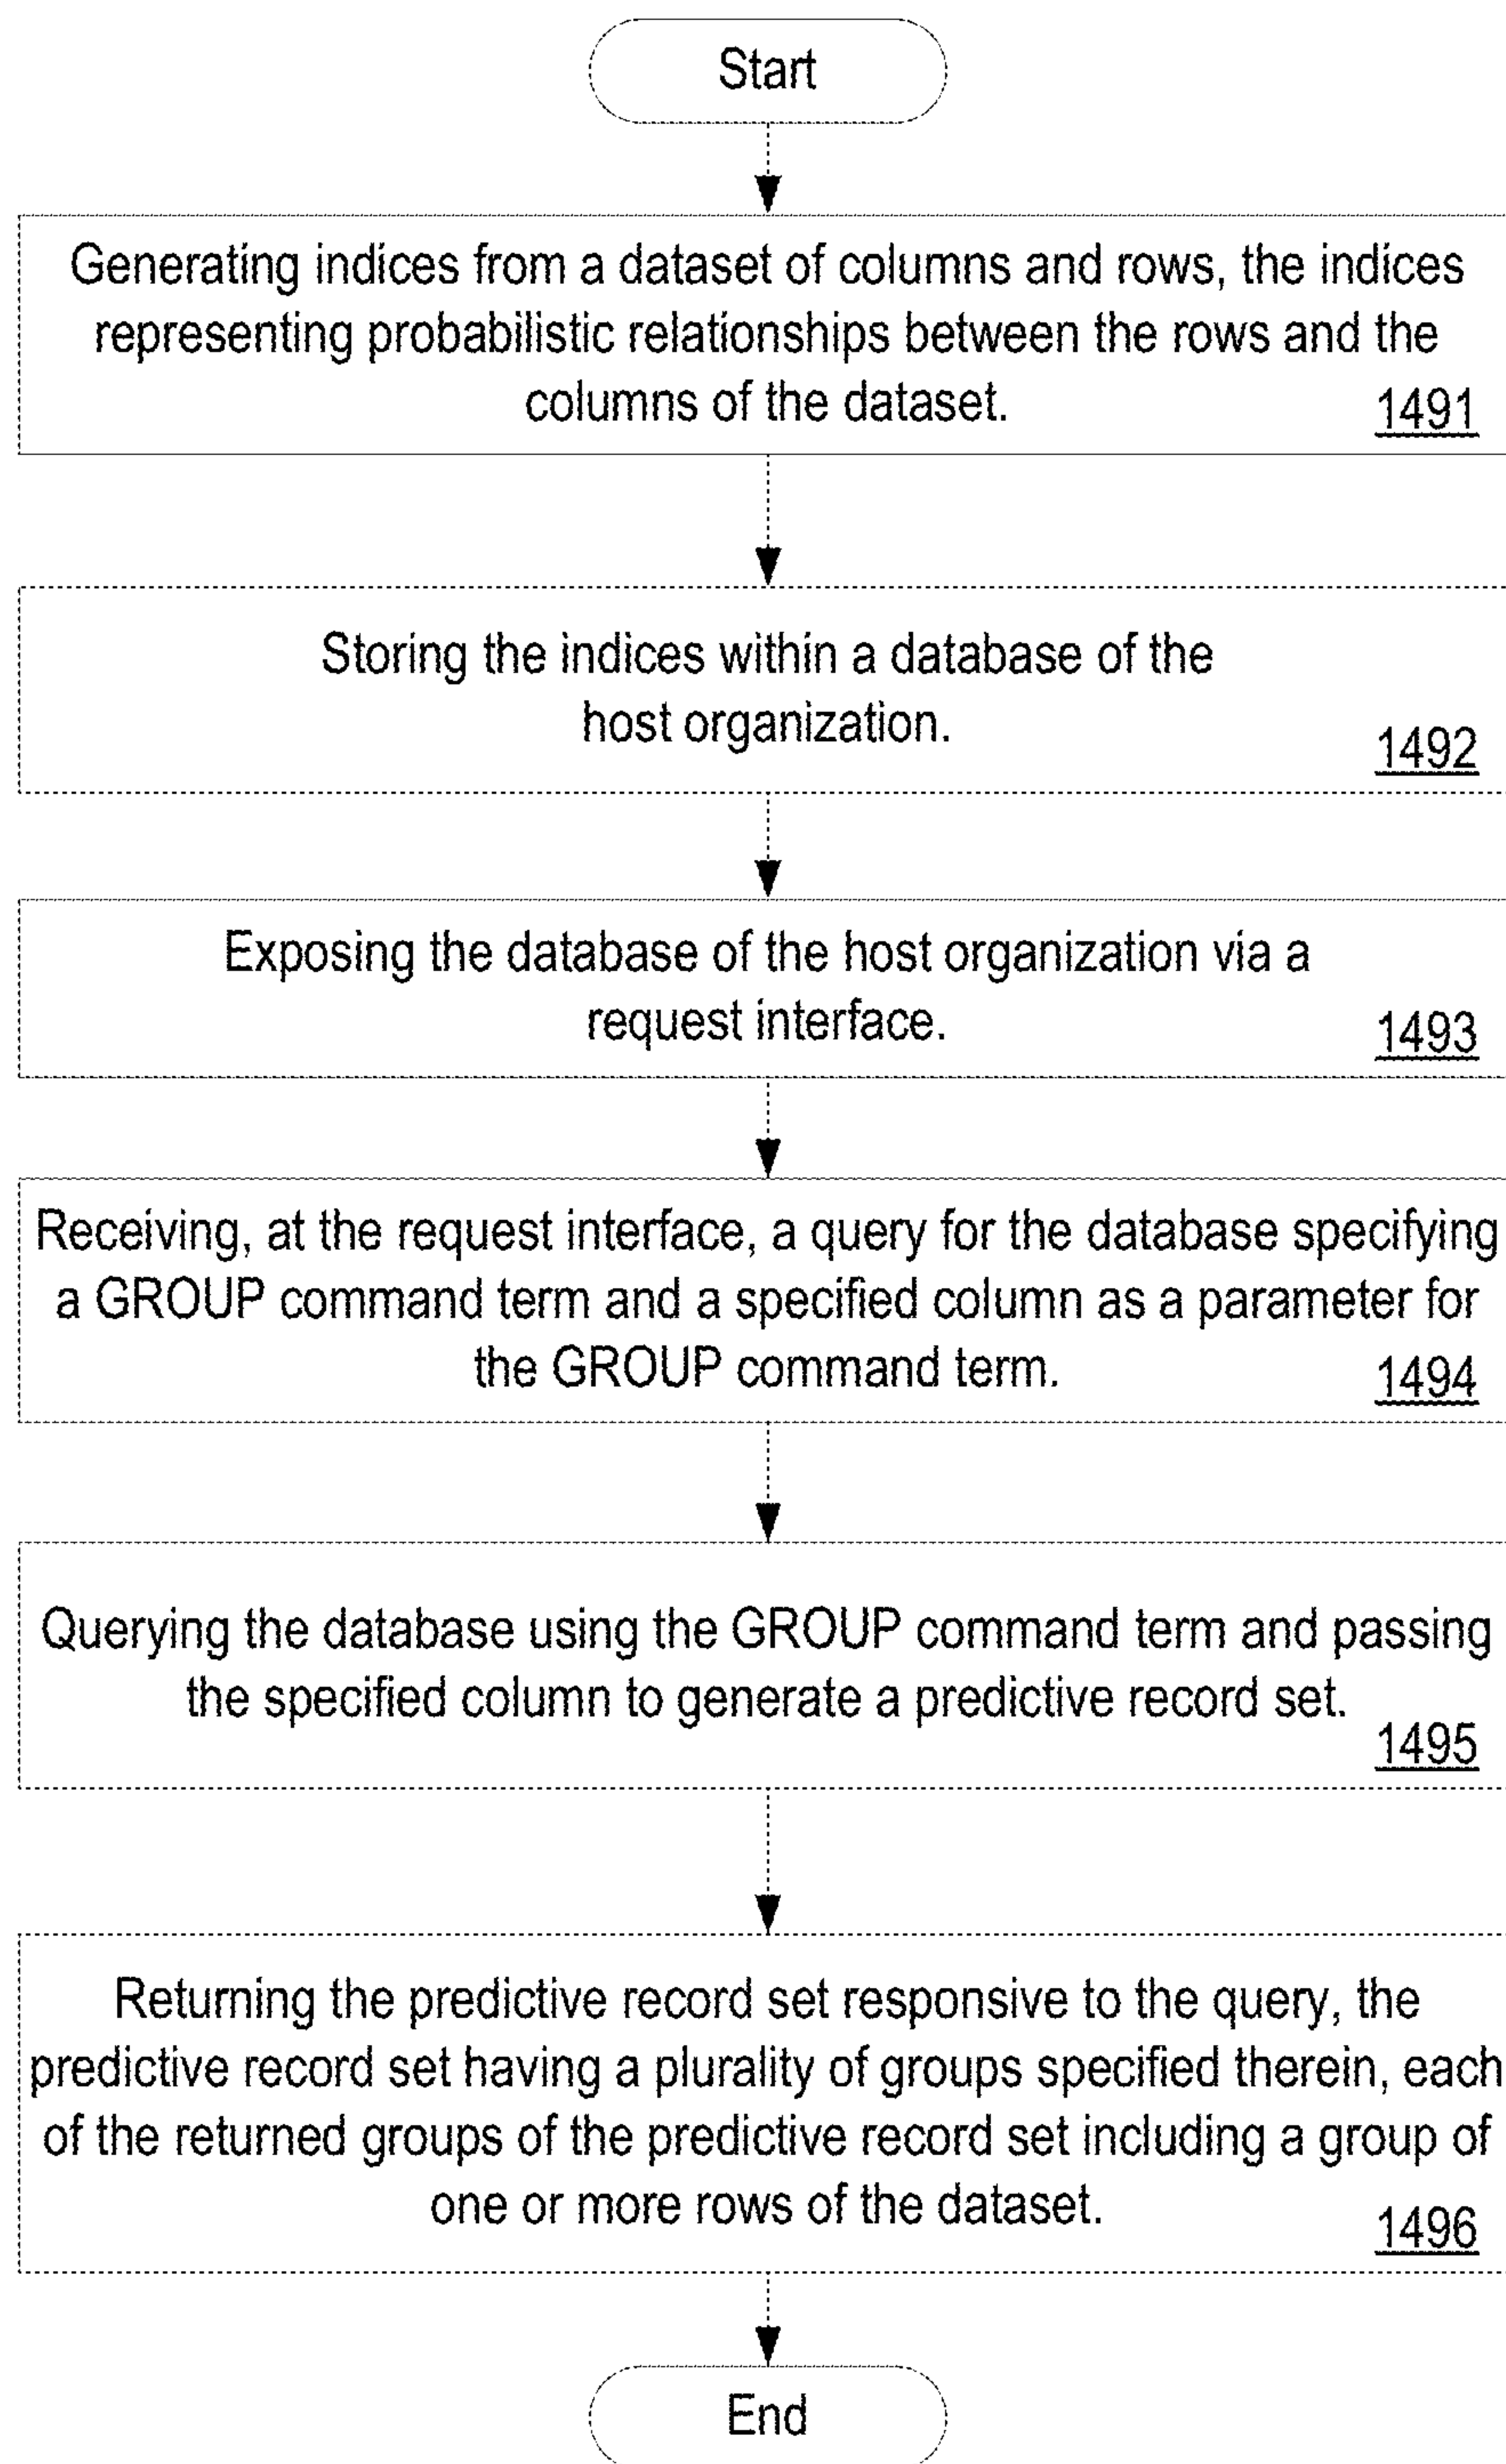 Start
Generating indices from a dataset of columns and rows, the indices
representing probabilistic relationships between the rows and the
columns of the dataset.
1491
Storing the indices within a database of the
host organization.
1492
Exposing the database of the host organization via a
request interface.
1493
Receiving, at the request interface, a query for the database specifying
a GROUP command term and a specified column as a parameter for
the GROUP command term.
1494
Querying the database using the GROUP command term and passing
the specified column to generate a predictive record set.
1495
Returning the predictive record set responsive to the query, the
predictive record set having a plurality of groups specified therein, each
of the returned groups of the predictive record set including a group of
one or more rows of the dataset.
1496
End